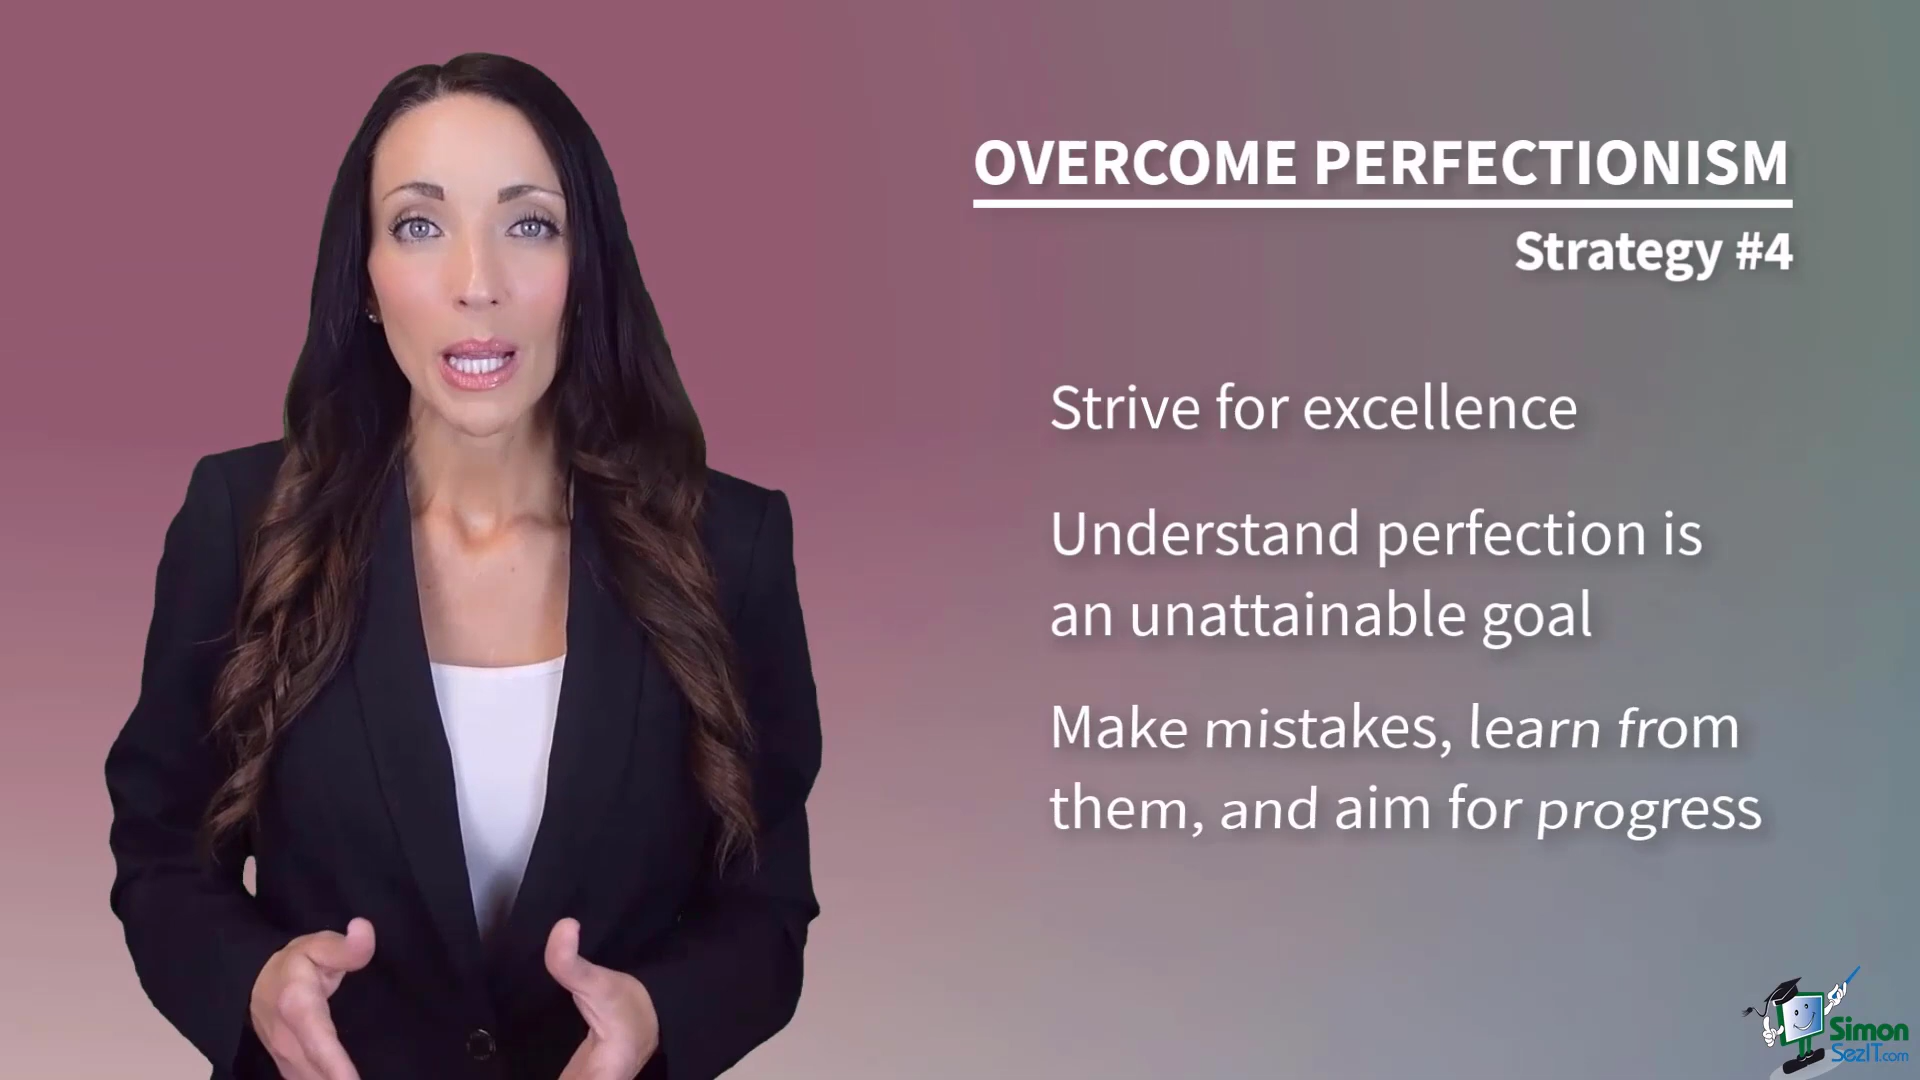 OVERCOME PERFECTIONISM
Strategy #4
Strive for excellence
Understand perfection is
an unattainable goal
Make mistakes, learn from
them, and aim for progress
Simon
SezIT.com